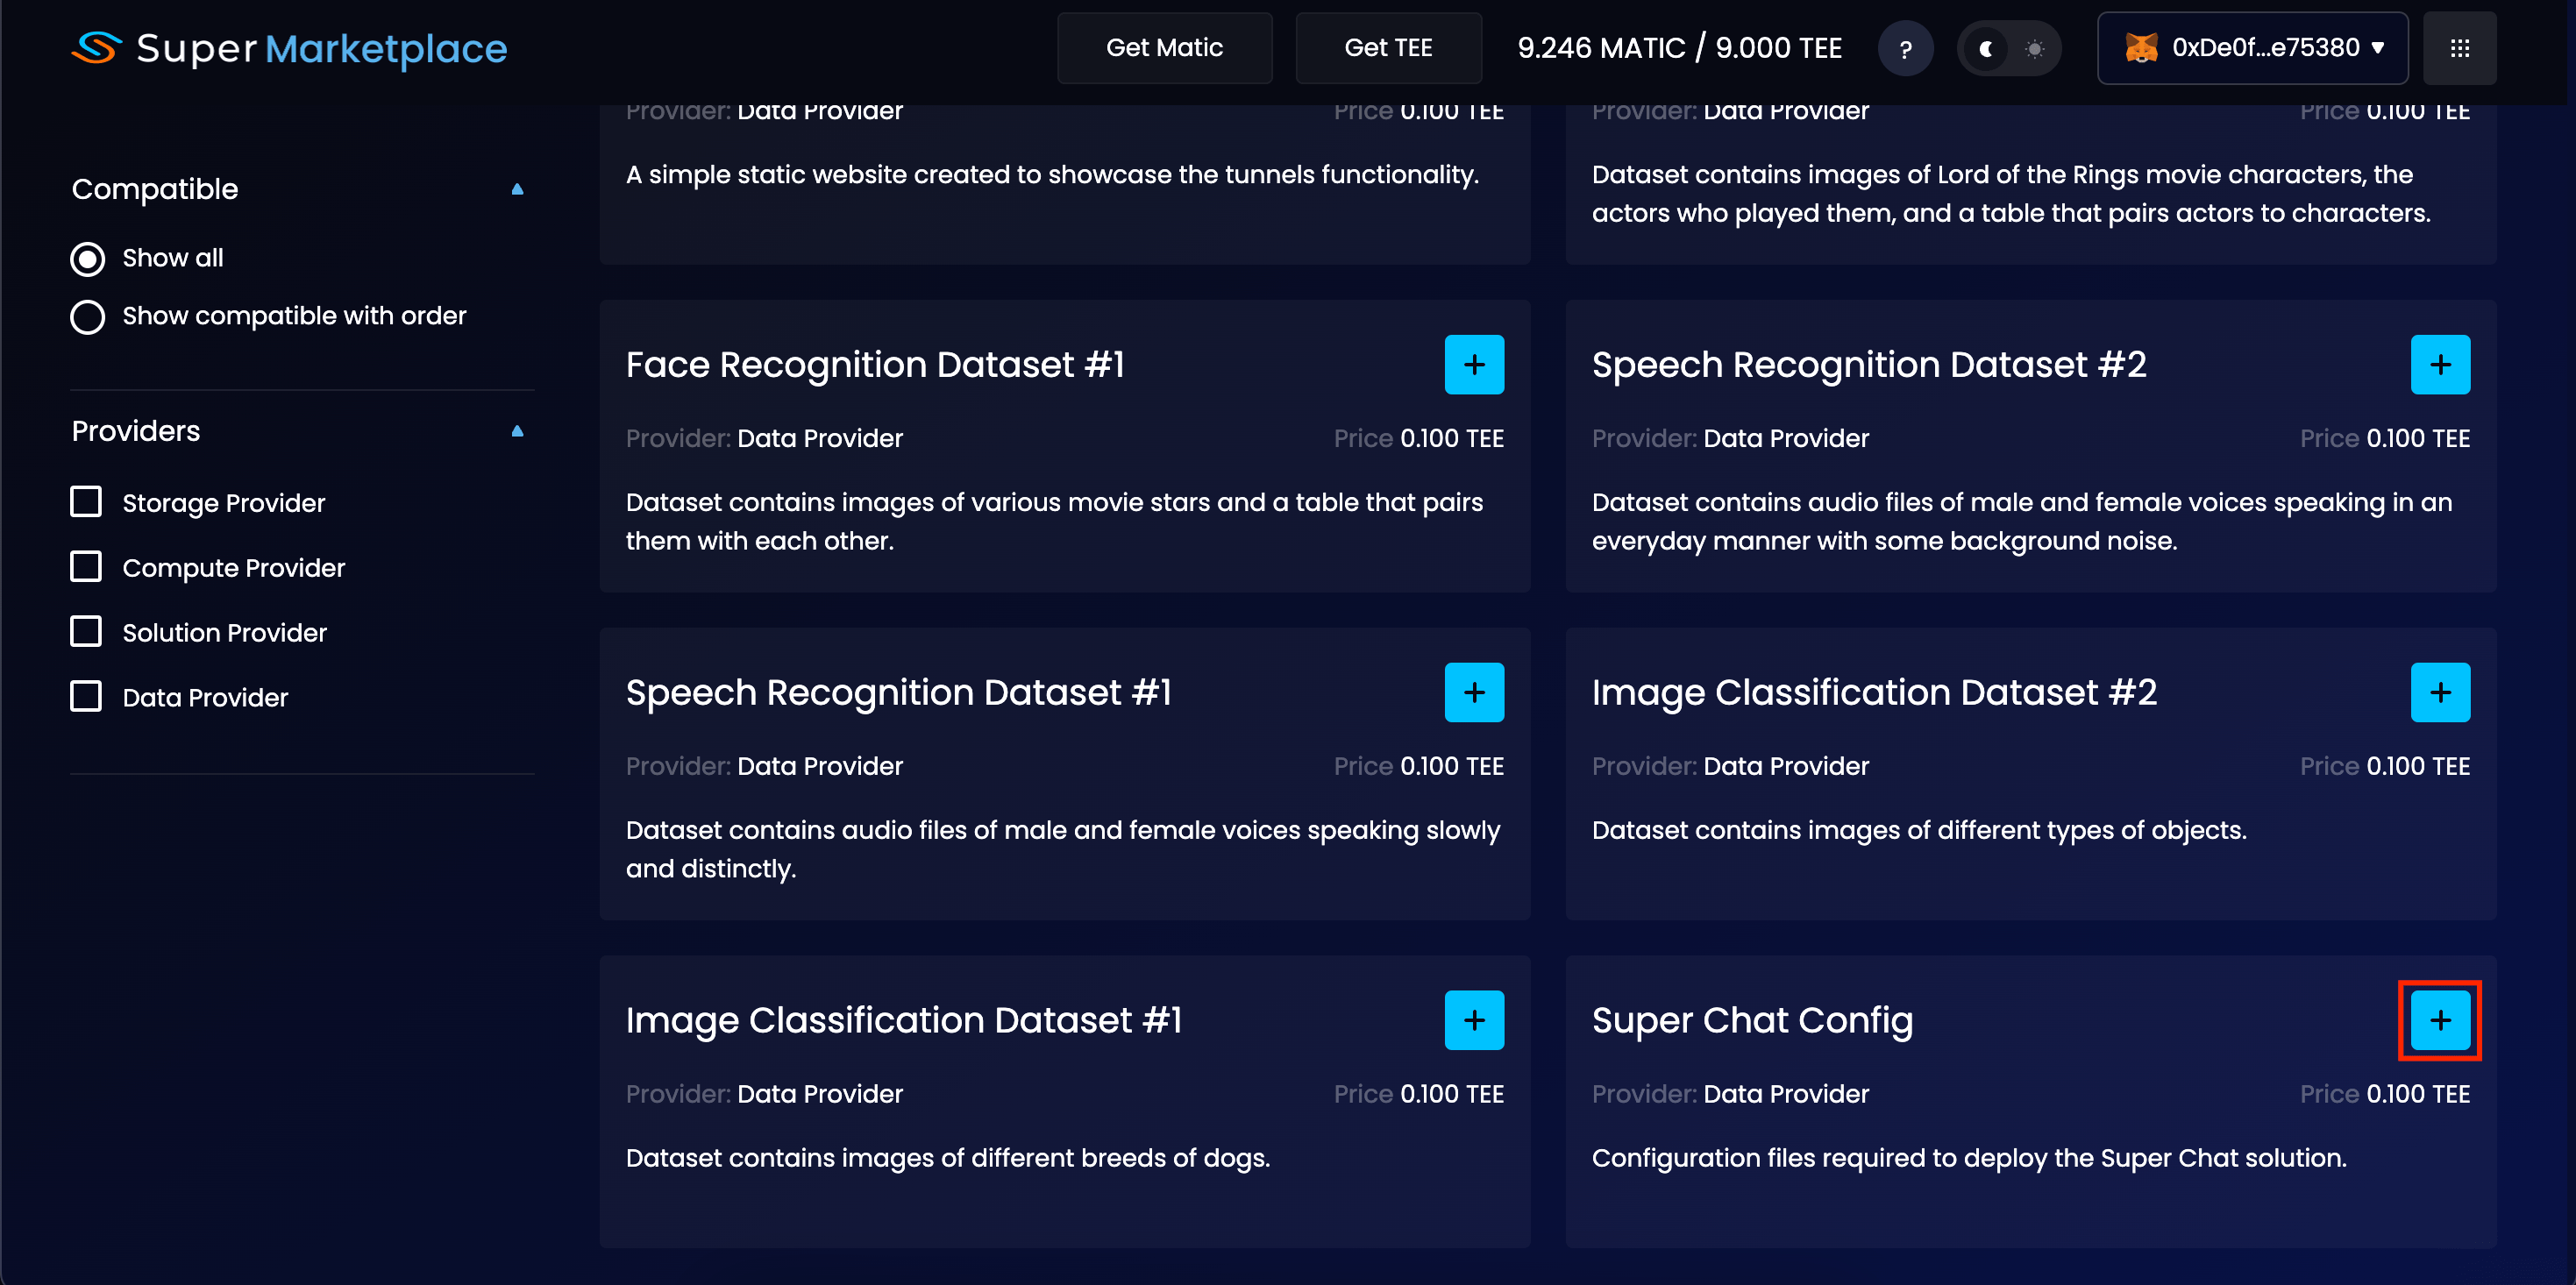 Super Marketplace
Get Matic
Get TEE
9.246 MATIC / 9.000 TEE
?
0xDe0f...e75380
Compatible
Show all
Show compatible with order
Providers
Storage Provider
Compute Provider
Solution Provider
Data Provider
Provider: Data Provider
Price 0.100 TEE
A simple static website created to showcase the tunnels functionality.
Provider: Data Provider
Price 0.100 TEE
Dataset contains images of Lord of the Rings movie characters, the
actors who played them, and a table that pairs actors to characters.
Face Recognition Dataset #1
+
Provider: Data Provider
Price 0.100 TEE
Dataset contains images of various movie stars and a table that pairs
them with each other.
Speech Recognition Dataset #2
+
Provider: Data Provider
Price 0.100 TEE
Dataset contains audio files of male and female voices speaking in an
everyday manner with some background noise.
Speech Recognition Dataset #1
+
Provider: Data Provider
Price 0.100 TEE
Dataset contains audio files of male and female voices speaking slowly
and distinctly.
Image Classification Dataset #2
+
Provider: Data Provider
Price 0.100 TEE
Dataset contains images of different types of objects.
Image Classification Dataset #1
+
Provider: Data Provider
Price 0.100 TEE
Dataset contains images of different breeds of dogs.
Super Chat Config
+
Provider: Data Provider
Price 0.100 TEE
Configuration files required to deploy the Super Chat solution.